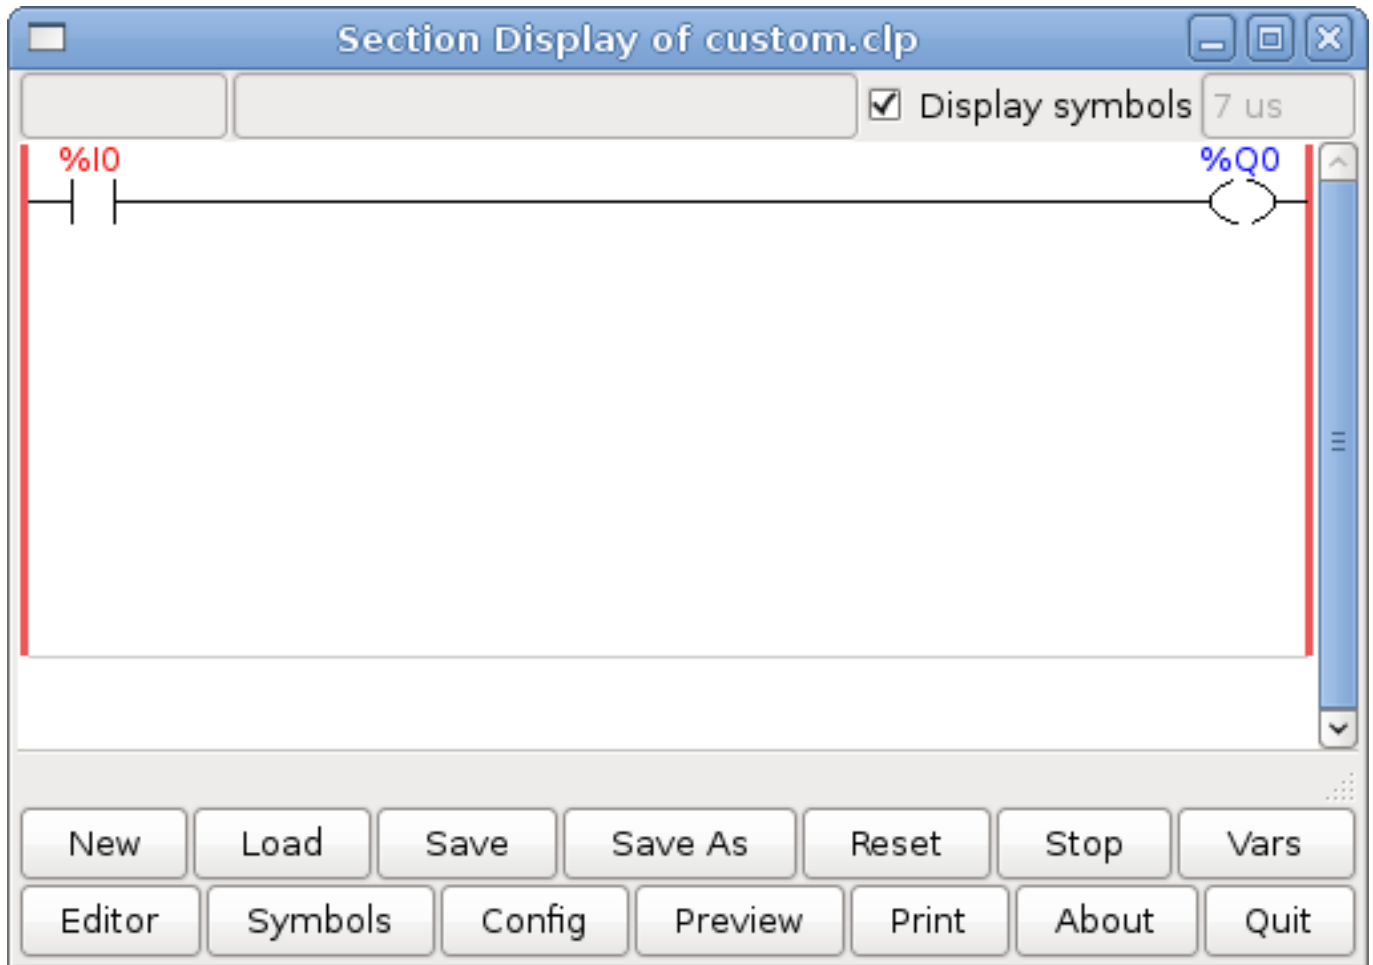 Section Display of custom.clp
Display symbols 7 us
%I0 %Q0
New Load Save Save As Reset Stop Vars
Editor Symbols Config Preview Print About Quit